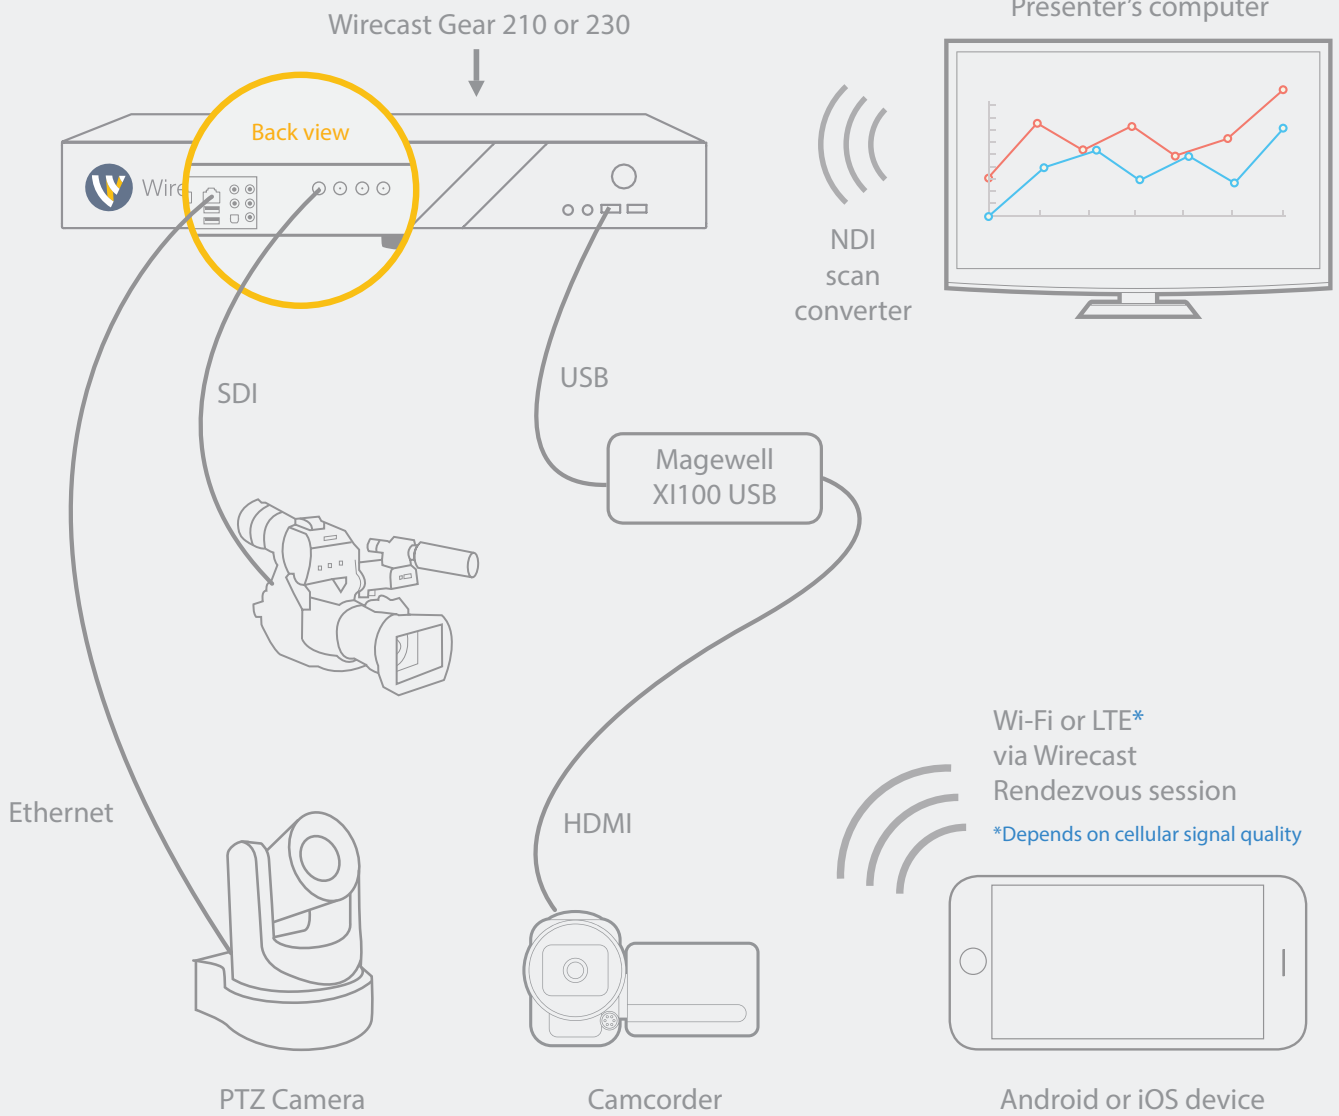 Wirecast Gear 210 or 230
Presenter's computer
Back view
Wire
NDI
scan
converter
SDI
USB
Magewell
XI100 USB
Wi-Fi or LTE*
via Wirecast
Rendezvous session
*Depends on cellular signal quality
Ethernet
HDMI
PTZ Camera
Camcorder
Android or iOS device